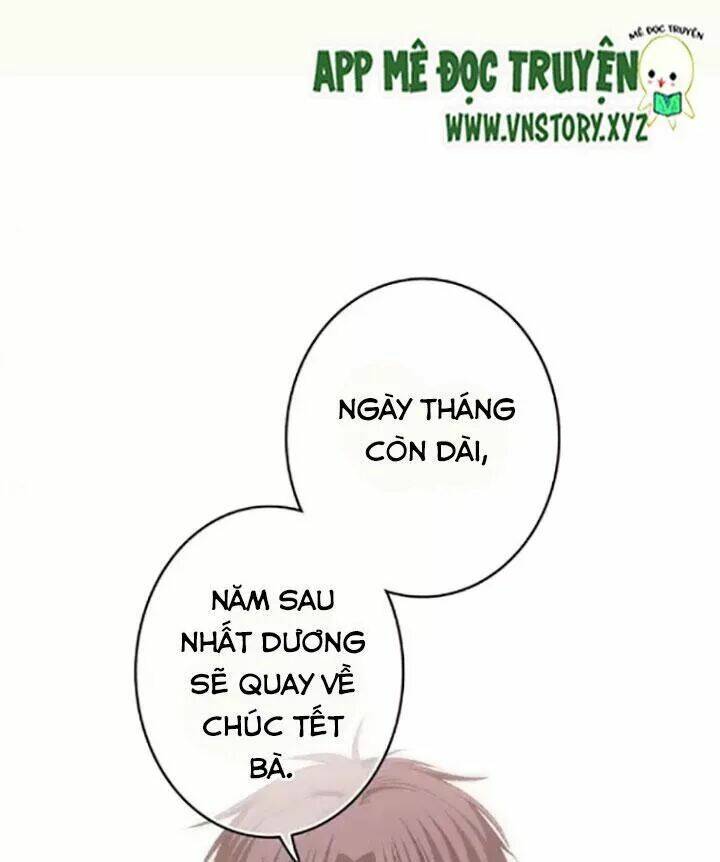 MÊ ĐỌC TRUYỆN
APP MÊ ĐỌC TRUYỆN
WWW.VNSTORY.XYZ
NGÀY THÁNG
CÒN DÀI,
NĂM SAU
NHẤT DƯƠNG
SẼ QUAY VỀ
CHÚC TẾT
BÀ.